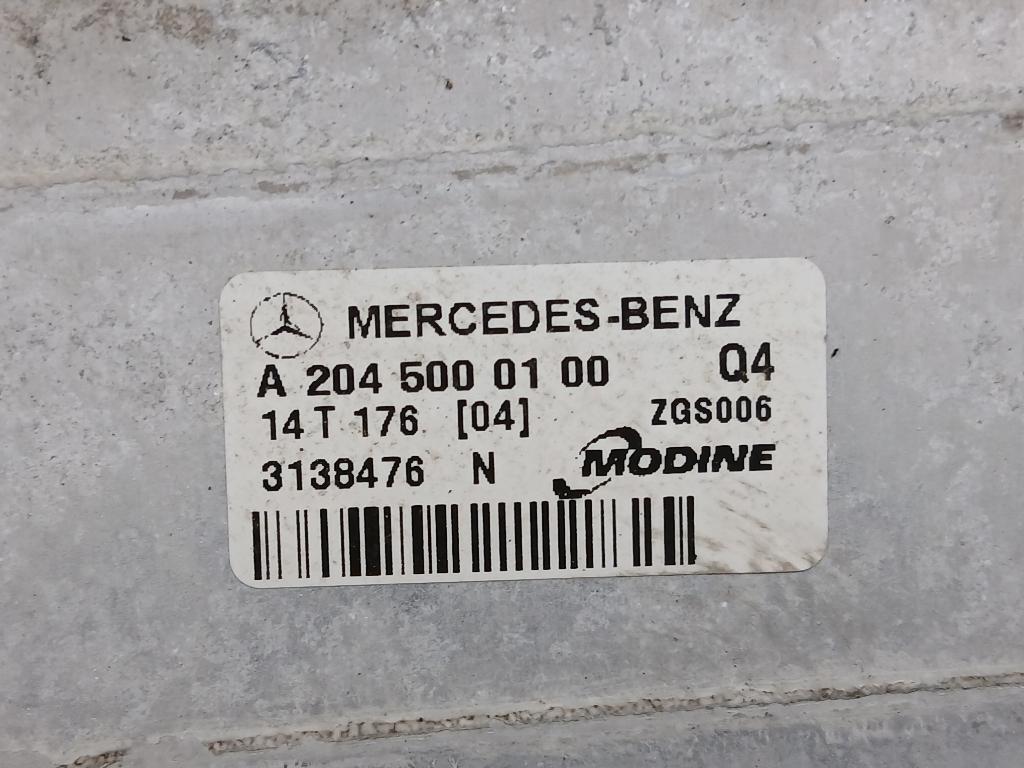 MERCEDES-BENZ
A 204 500 01 00 Q4
14 T 176 [04] ZGS006
3138476 N MODINE